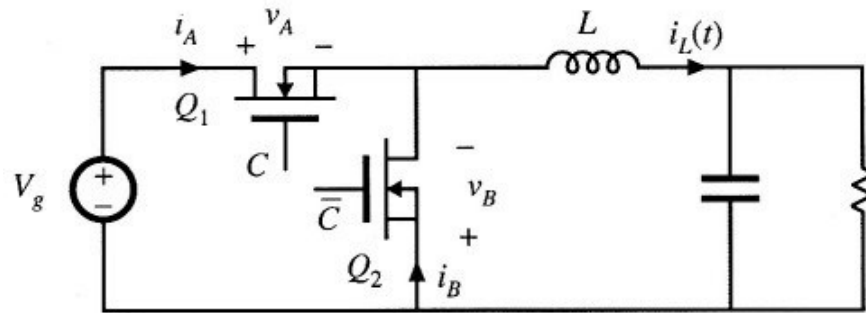 i_A
+ v_A −
L
i_L(t)
Q_1
C
V_g
+
−
C̅
−
v_B
+
Q_2
i_B